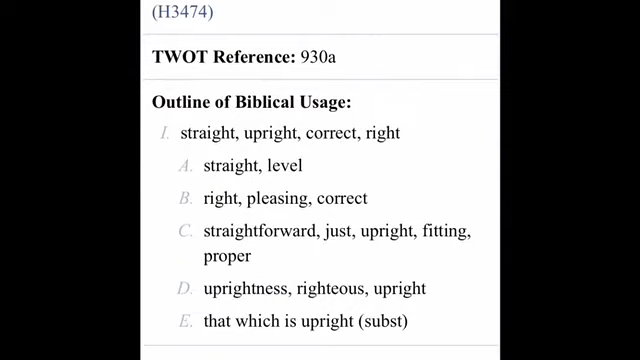 (H3474)
TWOT Reference: 930a
Outline of Biblical Usage:
I. straight, upright, correct, right
A. straight, level
B. right, pleasing, correct
C. straightforward, just, upright, fitting,
proper
D. uprightness, righteous, upright
E. that which is upright (subst)